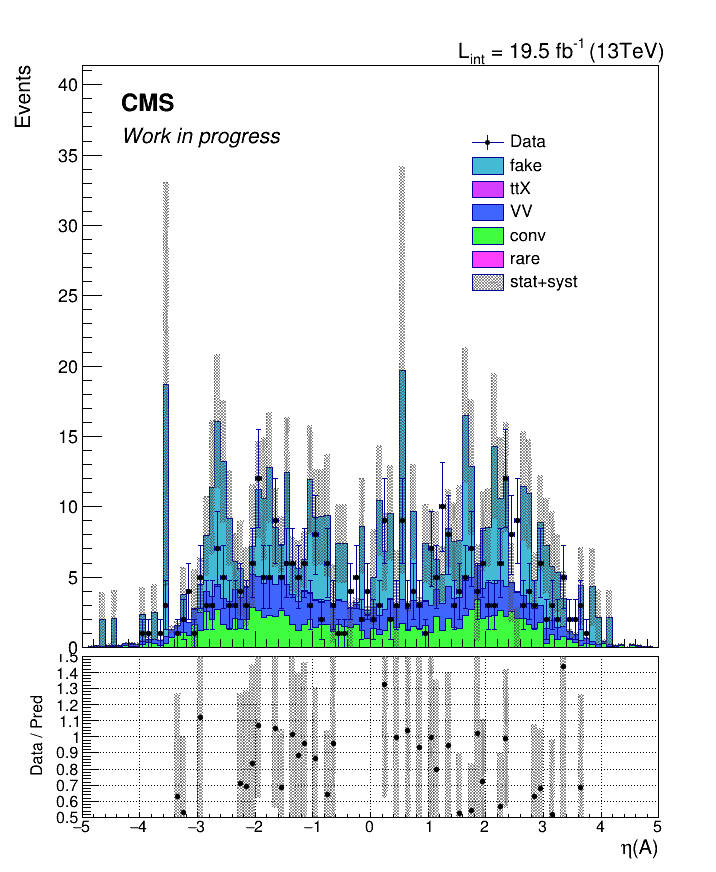 L_int = 19.5 fb^-1 (13TeV)
Events
CMS
Work in progress
Data
fake
ttX
VV
conv
rare
stat+syst
40
35
30
25
20
15
10
5
0
Data / Pred
1.5
1.4
1.3
1.2
1.1
1
0.9
0.8
0.7
0.6
0.5
−5 −4 −3 −2 −1 0 1 2 3 4 5
η(A)